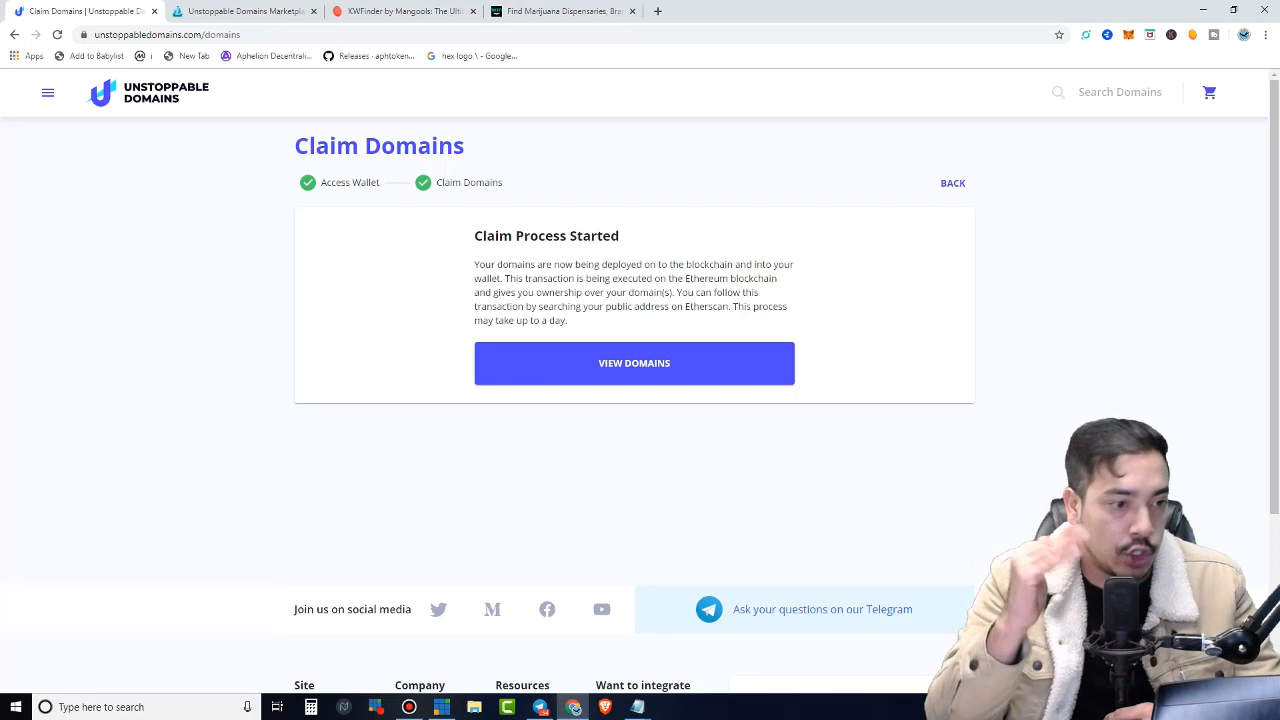 Claim Domains | Unstoppable Do
Unstoppable Domains Marketpla
KWFinder by Mangools: The Ulti
Find Marijuana Dispensaries, Bra
unstoppabledomains.com/domains
Apps
Add to Babylist
New Tab
Aphelion Decentrali...
Releases · aphtoken...
hex logo \ - Google...
UNSTOPPABLE
DOMAINS
Search Domains
Claim Domains
Access Wallet
Claim Domains
BACK
Claim Process Started
Your domains are now being deployed on to the blockchain and into your
wallet. This transaction is being executed on the Ethereum blockchain
and gives you ownership over your domain(s). You can follow this
transaction by searching your public address on Etherscan. This process
may take up to a day.
VIEW DOMAINS
Join us on social media
Ask your questions on our Telegram
Site
Company
Resources
Want to integrate
Type here to search